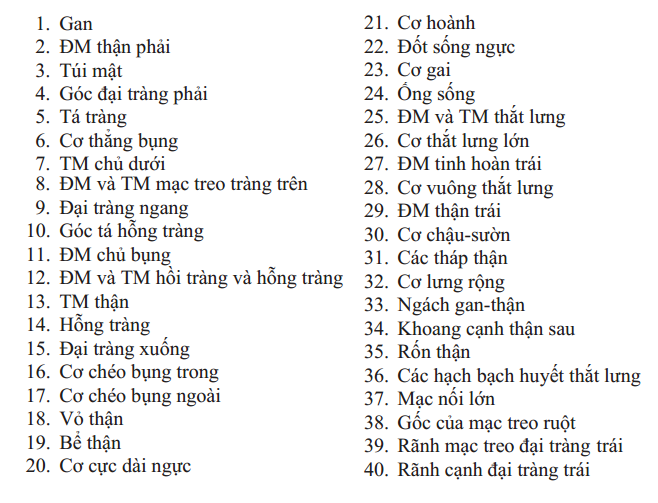 1. Gan
2. ĐM thận phải
3. Túi mật
4. Góc đại tràng phải
5. Tá tràng
6. Cơ thẳng bụng
7. TM chủ dưới
8. ĐM và TM mạc treo tràng trên
9. Đại tràng ngang
10. Góc tá hỗng tràng
11. ĐM chủ bụng
12. ĐM và TM hồi tràng và hỗng tràng
13. TM thận
14. Hỗng tràng
15. Đại tràng xuống
16. Cơ chéo bụng trong
17. Cơ chéo bụng ngoài
18. Vỏ thận
19. Bể thận
20. Cơ cực dài ngực
21. Cơ hoành
22. Đốt sống ngực
23. Cơ gai
24. Ống sống
25. ĐM và TM thắt lưng
26. Cơ thắt lưng lớn
27. ĐM tinh hoàn trái
28. Cơ vuông thắt lưng
29. ĐM thận trái
30. Cơ chậu-sườn
31. Các tháp thận
32. Cơ lưng rộng
33. Ngách gan-thận
34. Khoang cạnh thận sau
35. Rốn thận
36. Các hạch bạch huyết thắt lưng
37. Mạc nối lớn
38. Gốc của mạc treo ruột
39. Rãnh mạc treo đại tràng trái
40. Rãnh cạnh đại tràng trái